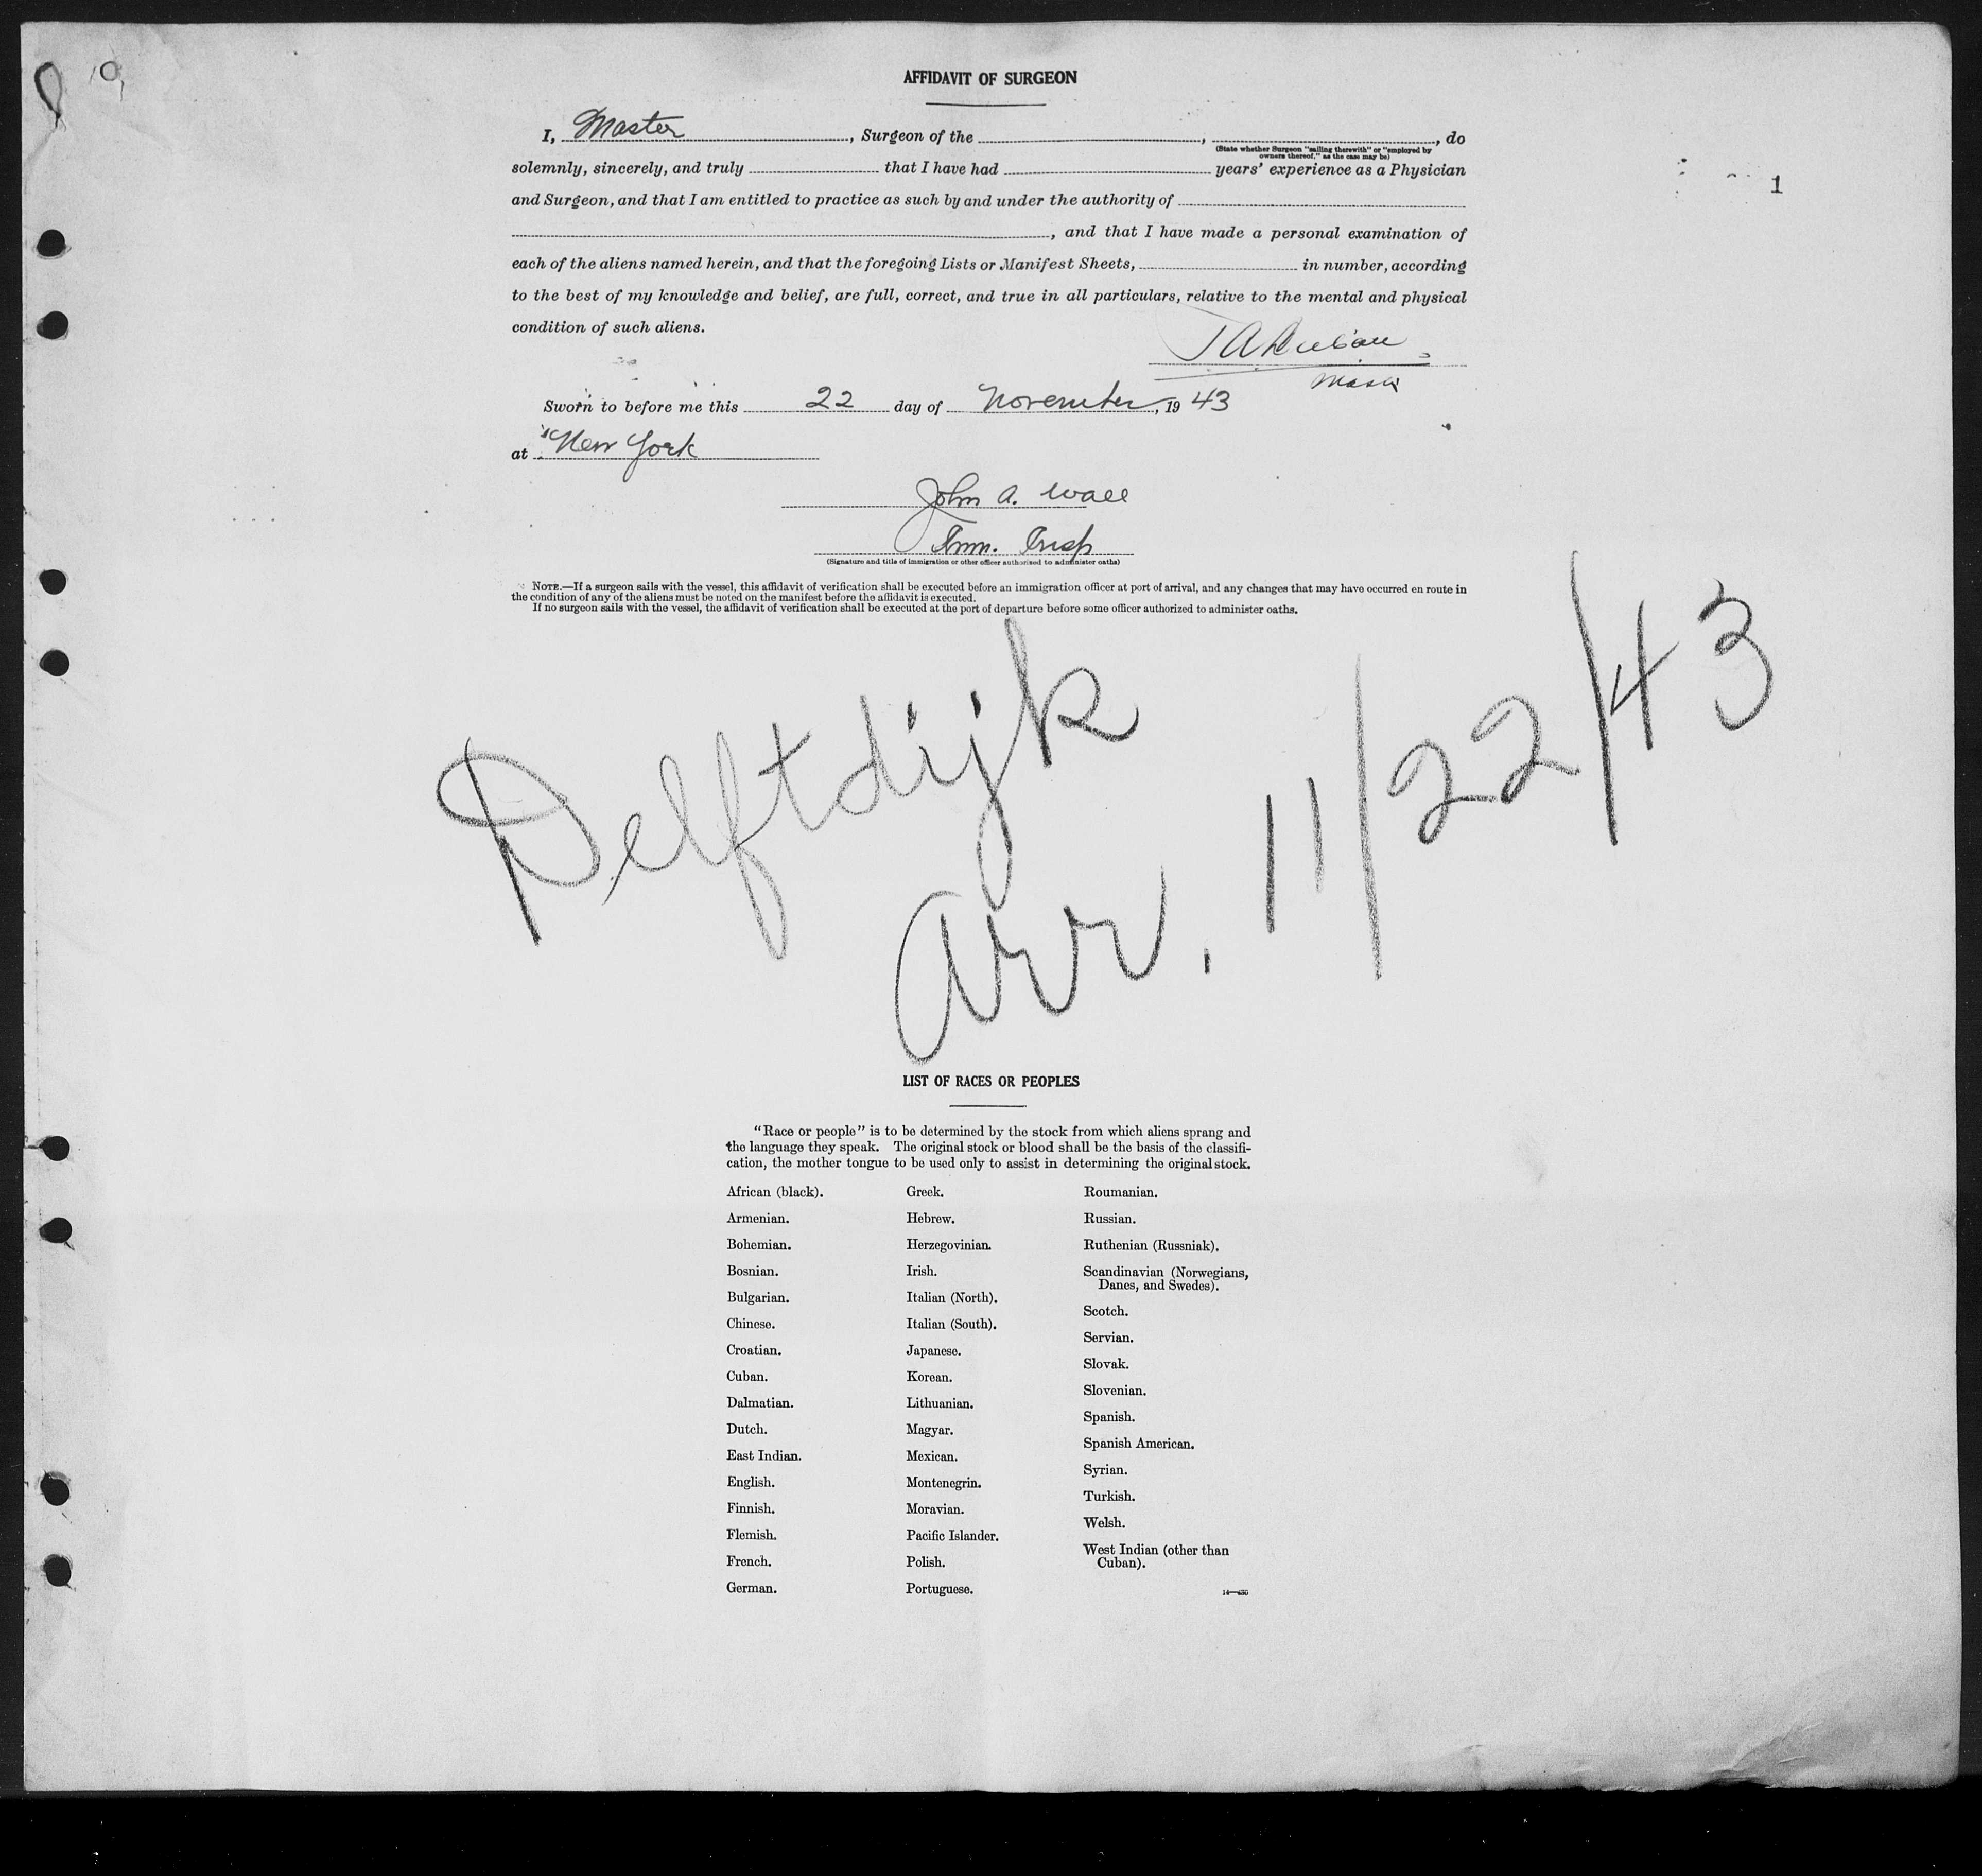 AFFIDAVIT OF SURGEON
I, Master, Surgeon of the , , do
(State whether Surgeon "sailing therewith" or "employed by
owners thereof," as the case may be)
solemnly, sincerely, and truly that I have had years' experience as a Physician
and Surgeon, and that I am entitled to practice as such by and under the authority of
, and that I have made a personal examination of
each of the aliens named herein, and that the foregoing Lists or Manifest Sheets, in number, according
to the best of my knowledge and belief, are full, correct, and true in all particulars, relative to the mental and physical
condition of such aliens.
1
Sworn to before me this 22 day of November, 19 43
at New York
John A. Wall
Imm. Insp
(Signature and title of immigration or other officer authorized to administer oaths)
NOTE.—If a surgeon sails with the vessel, this affidavit of verification shall be executed before an immigration officer at port of arrival, and any changes that may have occurred en route in
the condition of any of the aliens must be noted on the manifest before the affidavit is executed.
If no surgeon sails with the vessel, the affidavit of verification shall be executed at the port of departure before some officer authorized to administer oaths.
Delftdijk
Arr. 11/22/43
LIST OF RACES OR PEOPLES
"Race or people" is to be determined by the stock from which aliens sprang and
the language they speak. The original stock or blood shall be the basis of the classifi-
cation, the mother tongue to be used only to assist in determining the original stock.
African (black).
Armenian.
Bohemian.
Bosnian.
Bulgarian.
Chinese.
Croatian.
Cuban.
Dalmatian.
Dutch.
East Indian.
English.
Finnish.
Flemish.
French.
German.
Greek.
Hebrew.
Herzegovinian.
Irish.
Italian (North).
Italian (South).
Japanese.
Korean.
Lithuanian.
Magyar.
Mexican.
Montenegrin.
Moravian.
Pacific Islander.
Polish.
Portuguese.
Roumanian.
Russian.
Ruthenian (Russniak).
Scandinavian (Norwegians,
Danes, and Swedes).
Scotch.
Servian.
Slovak.
Slovenian.
Spanish.
Spanish American.
Syrian.
Turkish.
Welsh.
West Indian (other than
Cuban).